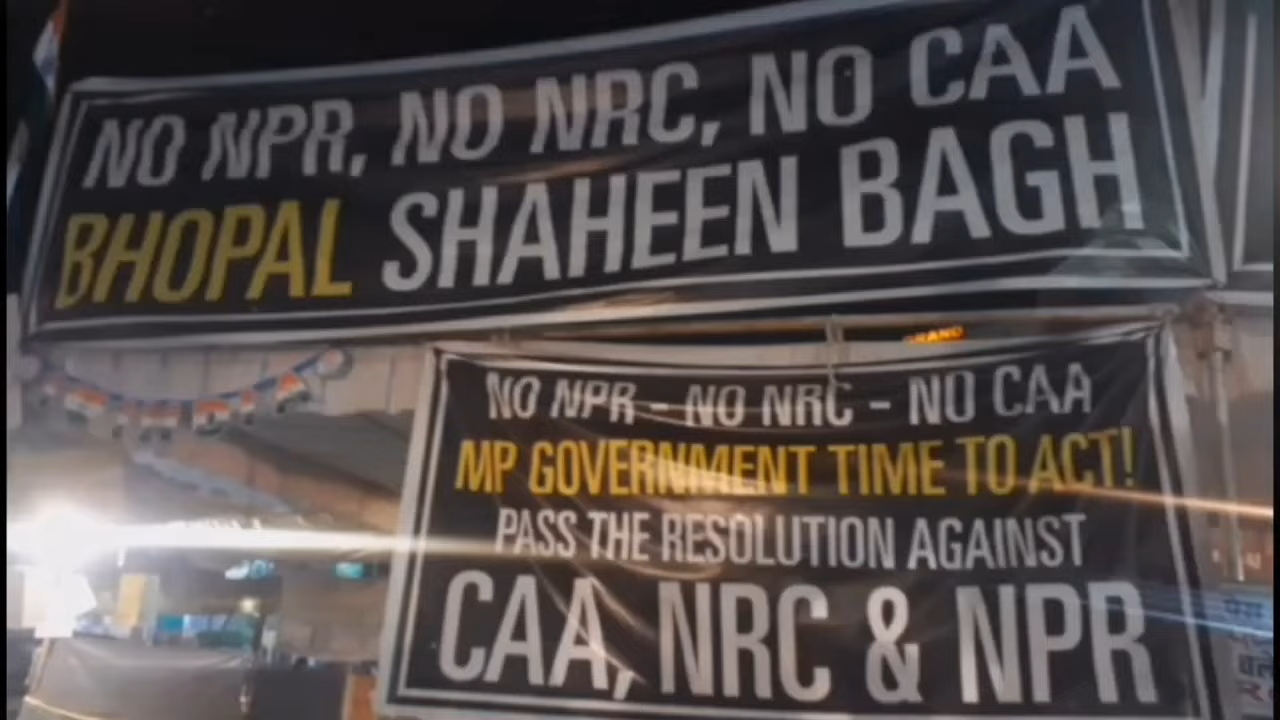 NO NPR, NO NRC, NO CAA
BHOPAL SHAHEEN BAGH
NO NPR - NO NRC - NO CAA
MP GOVERNMENT TIME TO ACT!
PASS THE RESOLUTION AGAINST
CAA, NRC & NPR